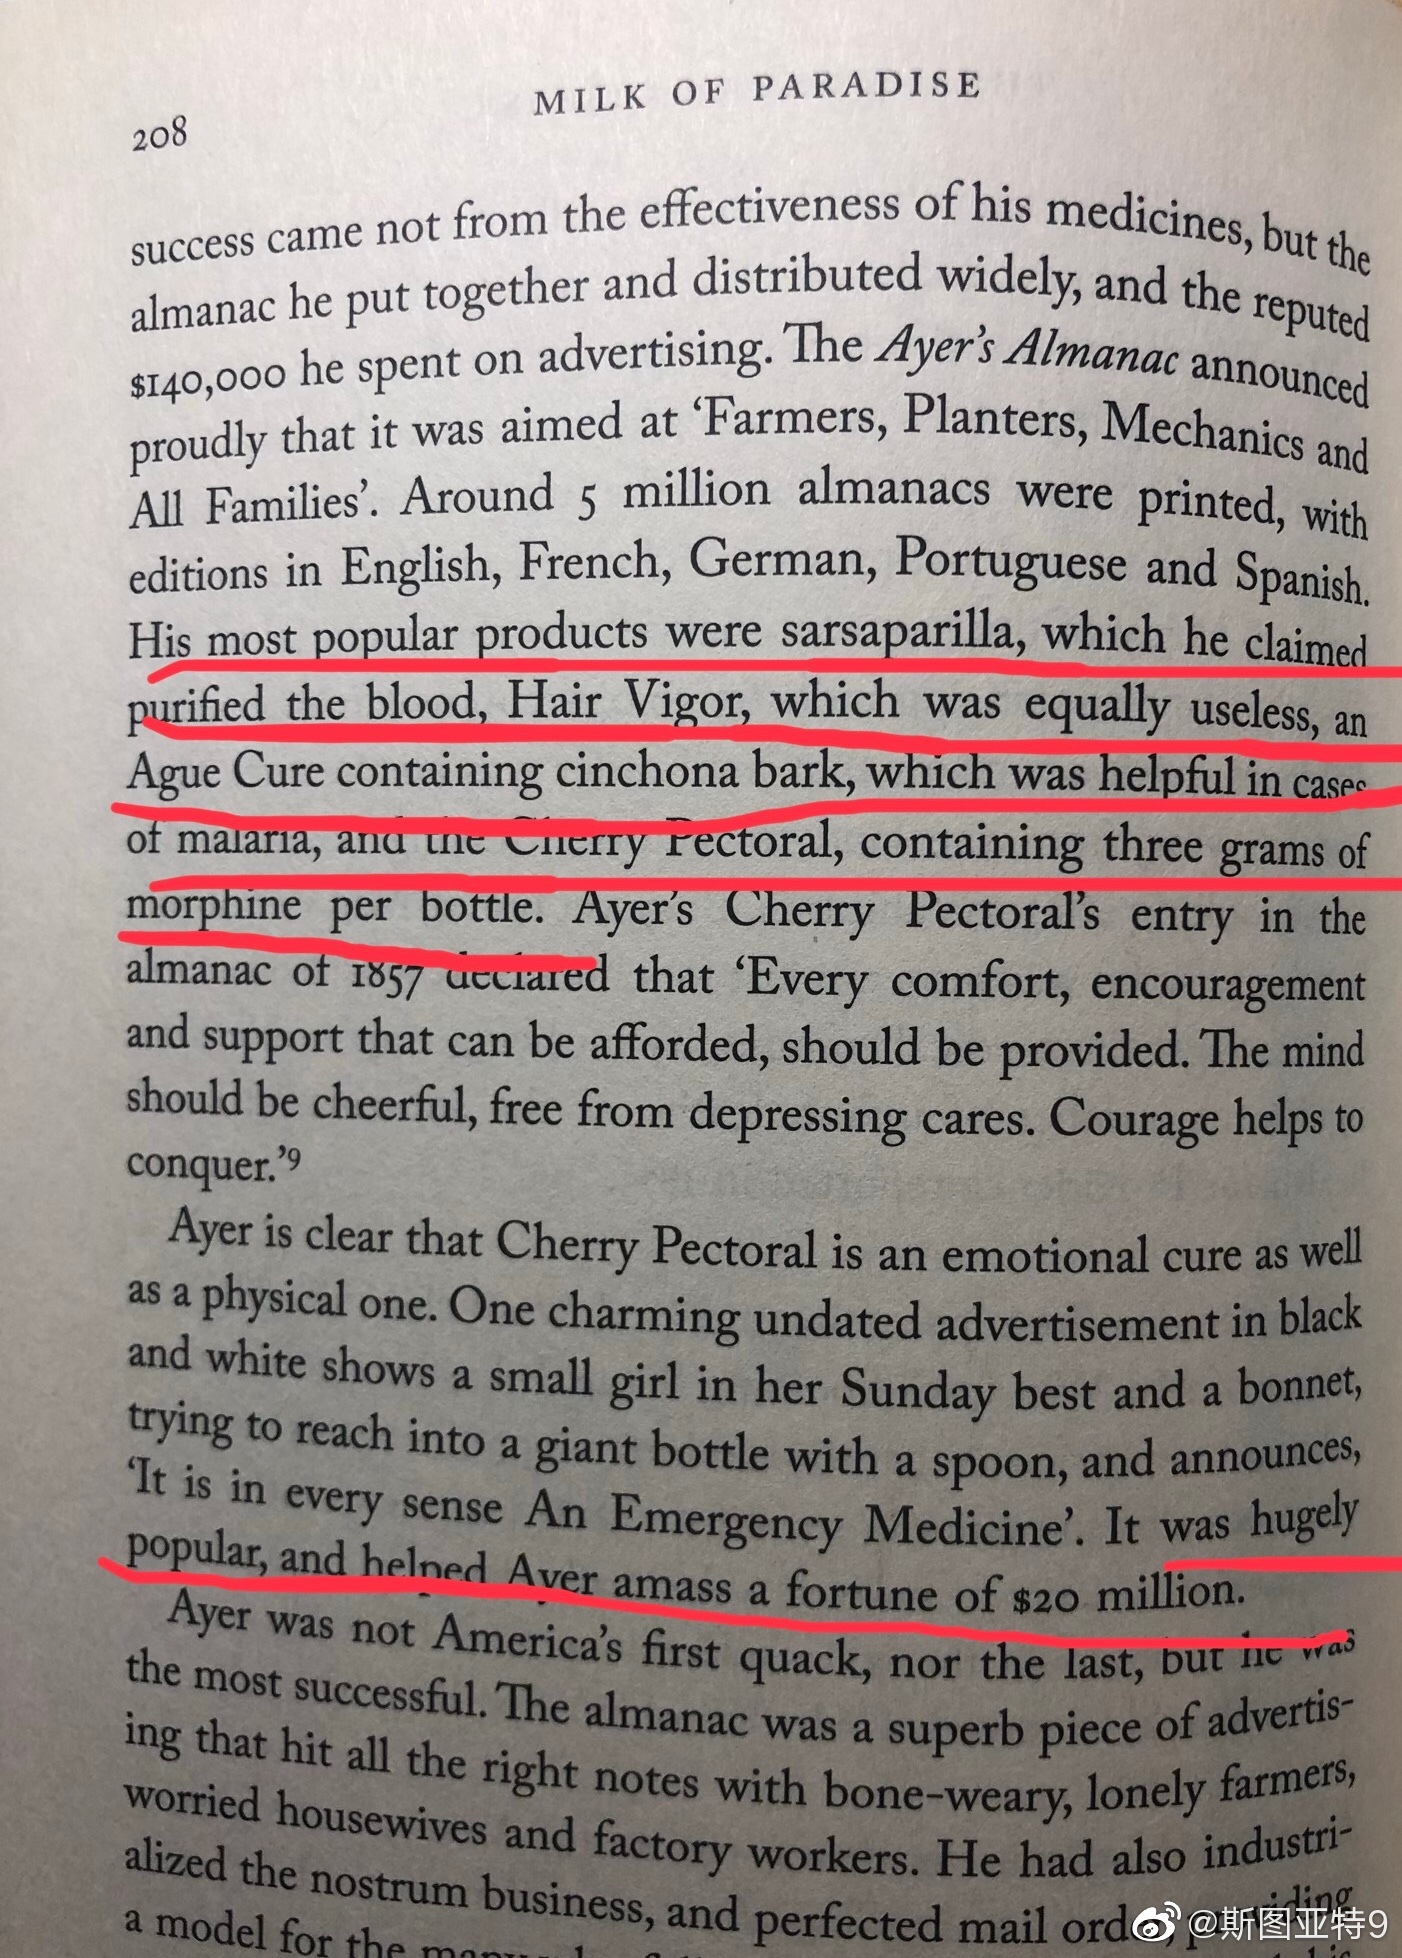 MILK OF PARADISE
208
success came not from the effectiveness of his medicines, but the
almanac he put together and distributed widely, and the reputed
$140,000 he spent on advertising. The Ayer’s Almanac announced
proudly that it was aimed at ‘Farmers, Planters, Mechanics and
All Families’. Around 5 million almanacs were printed, with
editions in English, French, German, Portuguese and Spanish.
His most popular products were sarsaparilla, which he claimed
purified the blood, Hair Vigor, which was equally useless, an
Ague Cure containing cinchona bark, which was helpful in cases
of malaria, and the Cherry Pectoral, containing three grams of
morphine per bottle. Ayer’s Cherry Pectoral’s entry in the
almanac of 1857 declared that ‘Every comfort, encouragement
and support that can be afforded, should be provided. The mind
should be cheerful, free from depressing cares. Courage helps to
conquer.’9
Ayer is clear that Cherry Pectoral is an emotional cure as well
as a physical one. One charming undated advertisement in black
and white shows a small girl in her Sunday best and a bonnet,
trying to reach into a giant bottle with a spoon, and announces,
‘It is in every sense An Emergency Medicine’. It was hugely
popular, and helped Ayer amass a fortune of $20 million.
Ayer was not America’s first quack, nor the last, but he was
the most successful. The almanac was a superb piece of advertis-
ing that hit all the right notes with bone-weary, lonely farmers,
worried housewives and factory workers. He had also industri-
alized the nostrum business, and perfected mail order, providing
a model for the
@斯图亚特9